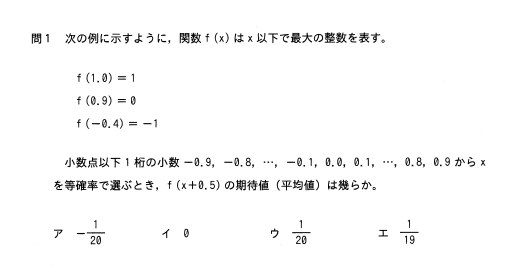 問1 次の例に示すように，関数 f (x) は x 以下で最大の整数を表す。
f (1.0) = 1
f (0.9) = 0
f (－0.4) = －1
小数点以下 1 桁の小数 －0.9, －0.8, …, －0.1, 0.0, 0.1, …, 0.8, 0.9 から x
を等確率で選ぶとき，f (x＋0.5) の期待値（平均値）は幾らか。
ア －1/20 イ 0 ウ 1/20 エ 1/19